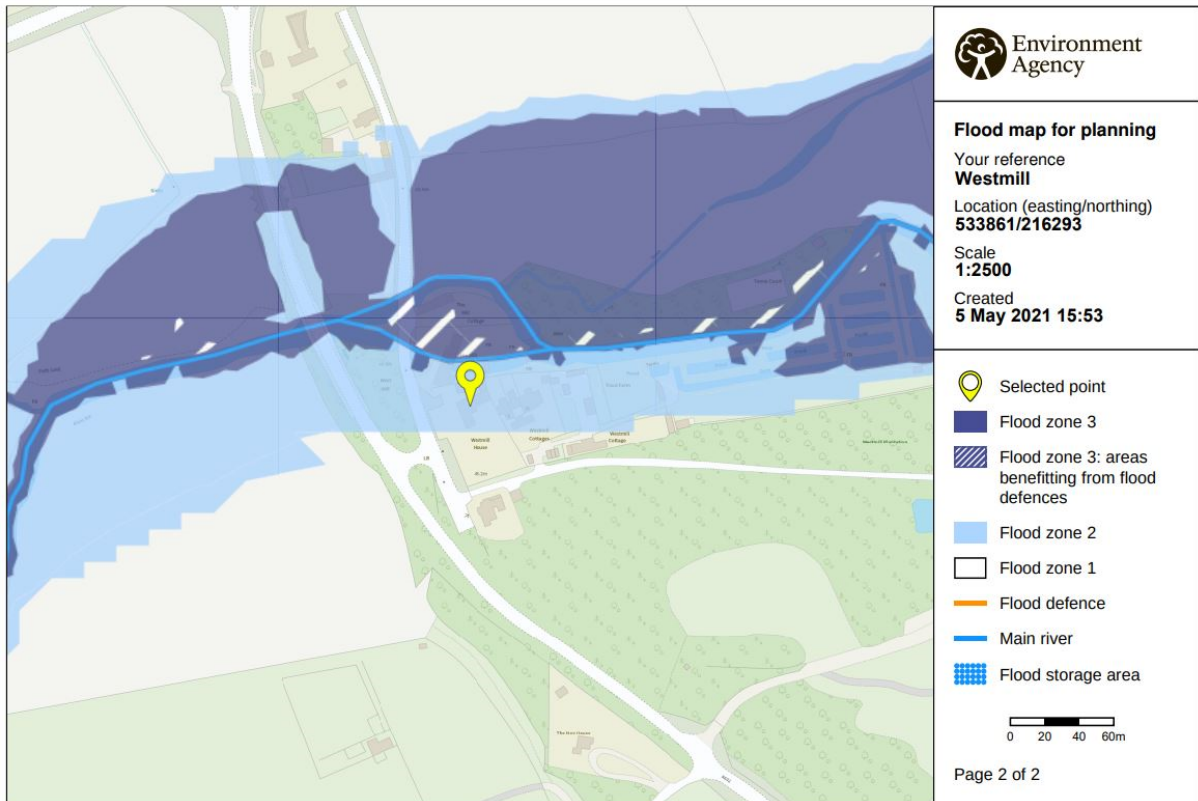 Environment
Agency
Flood map for planning
Your reference
Westmill
Location (easting/northing)
533861/216293
Scale
1:2500
Created
5 May 2021 15:53
Selected point
Flood zone 3
Flood zone 3: areas
benefitting from flood
defences
Flood zone 2
Flood zone 1
Flood defence
Main river
Flood storage area
0 20 40 60m
Page 2 of 2
Cottage
Westmill
House
Westmill
Cottages
Westmill
Cottage
The Hive House